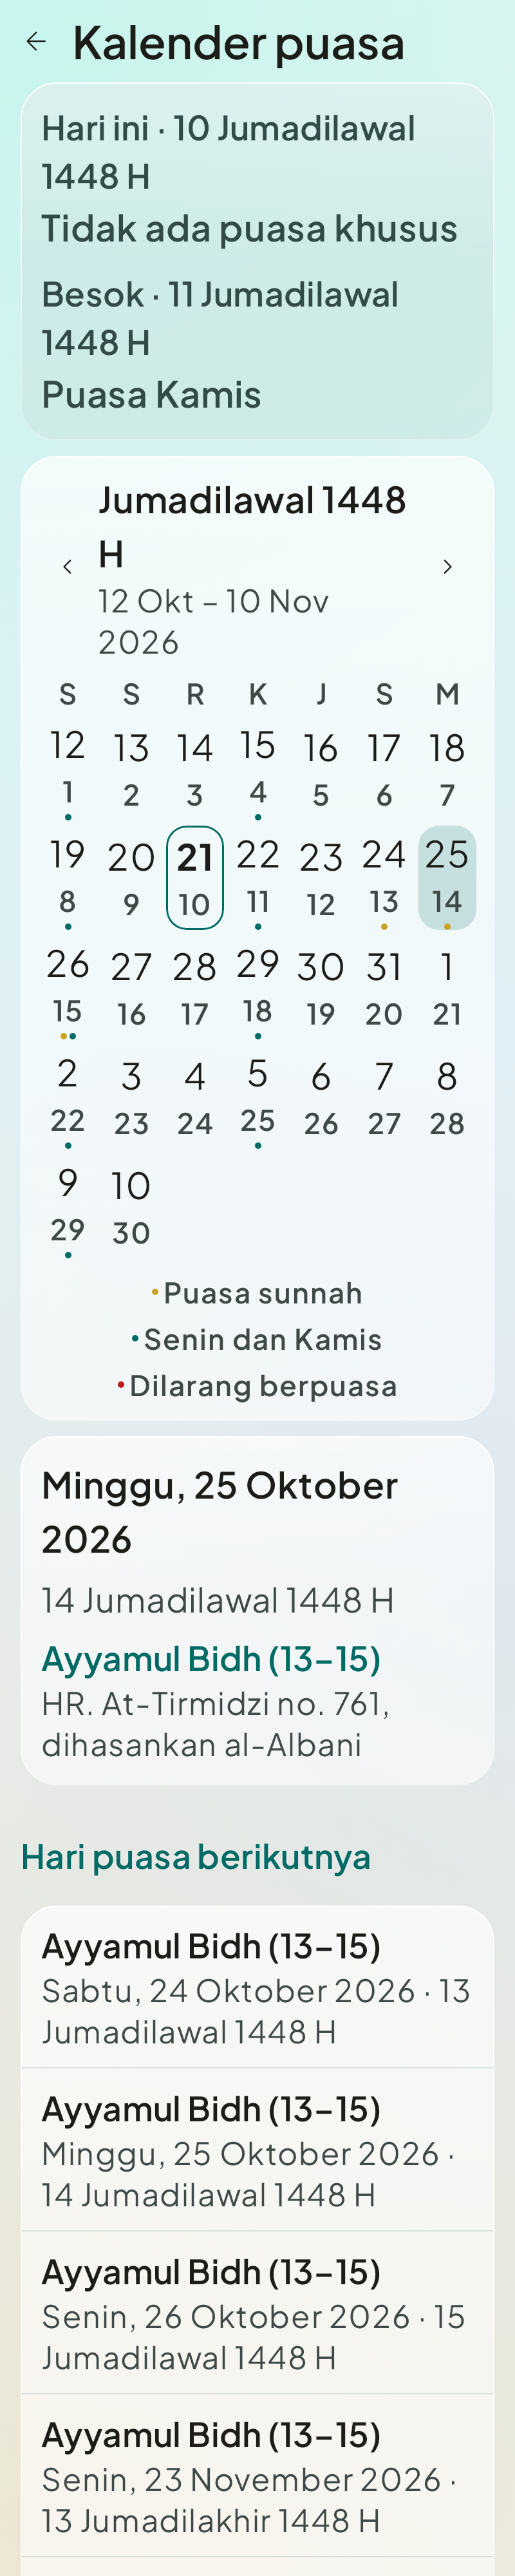 Kalender puasa
Hari ini · 10 Jumadilawal
1448 H
Tidak ada puasa khusus
Besok · 11 Jumadilawal
1448 H
Puasa Kamis
Jumadilawal 1448
H
12 Okt – 10 Nov
2026
S S R K J S M
12 13 14 15 16 17 18
1 2 3 4 5 6 7
19 20 21 22 23 24 25
8 9 10 11 12 13 14
26 27 28 29 30 31 1
15 16 17 18 19 20 21
2 3 4 5 6 7 8
22 23 24 25 26 27 28
9 10
29 30
Puasa sunnah
Senin dan Kamis
Dilarang berpuasa
Minggu, 25 Oktober
2026
14 Jumadilawal 1448 H
Ayyamul Bidh (13–15)
HR. At-Tirmidzi no. 761,
dihasankan al-Albani
Hari puasa berikutnya
Ayyamul Bidh (13–15)
Sabtu, 24 Oktober 2026 · 13
Jumadilawal 1448 H
Ayyamul Bidh (13–15)
Minggu, 25 Oktober 2026 ·
14 Jumadilawal 1448 H
Ayyamul Bidh (13–15)
Senin, 26 Oktober 2026 · 15
Jumadilawal 1448 H
Ayyamul Bidh (13–15)
Senin, 23 November 2026 ·
13 Jumadilakhir 1448 H